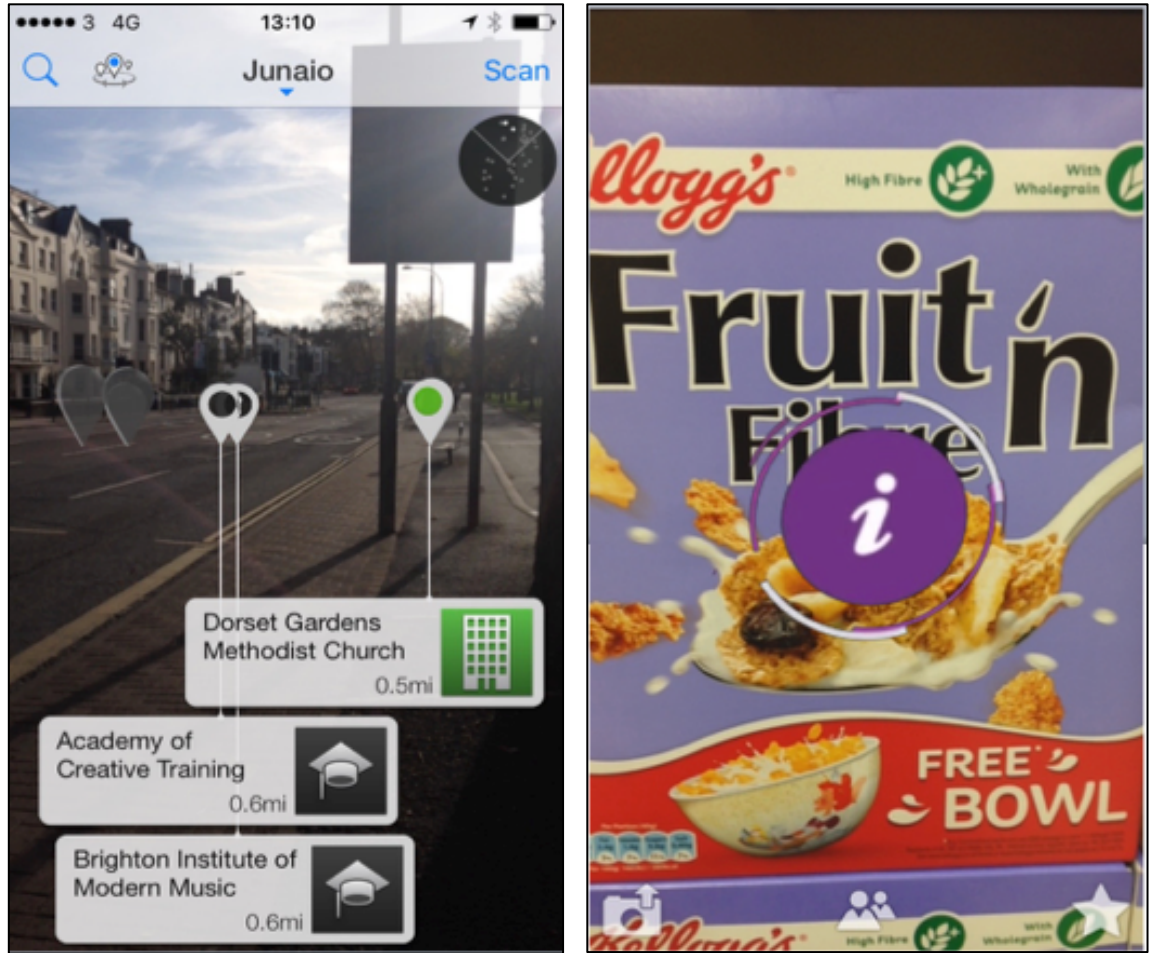 3 4G 13:10
Junaio
Scan
Dorset Gardens
Methodist Church
0.5mi
Academy of
Creative Training
0.6mi
Brighton Institute of
Modern Music
0.6mi
llogg's
High Fibre
With
Wholegrain
Fruit 'n
Fibre
i
FREE
BOWL
Kellogg's
High Fibre
With
Wholegrain